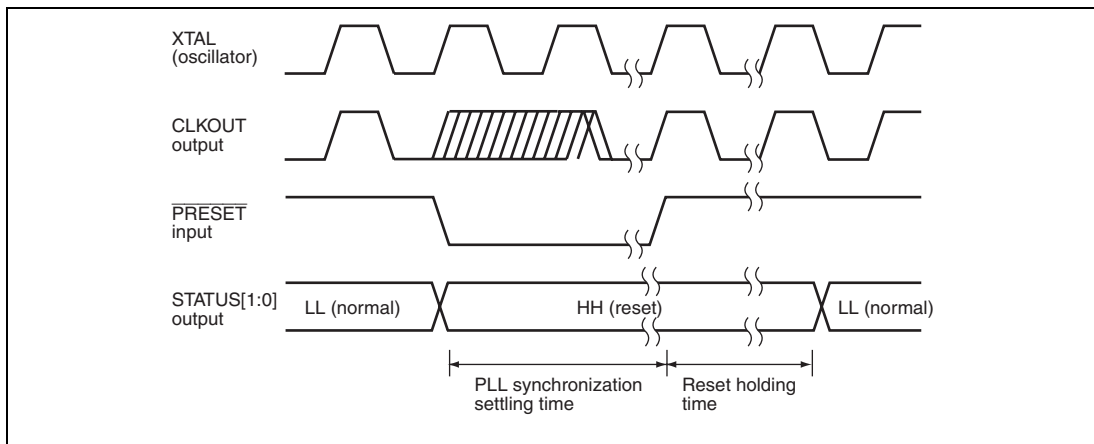 XTAL
(oscillator)
CLKOUT
output
PRESET
input
STATUS[1:0]
output
LL (normal)
HH (reset)
LL (normal)
PLL synchronization
settling time
Reset holding
time